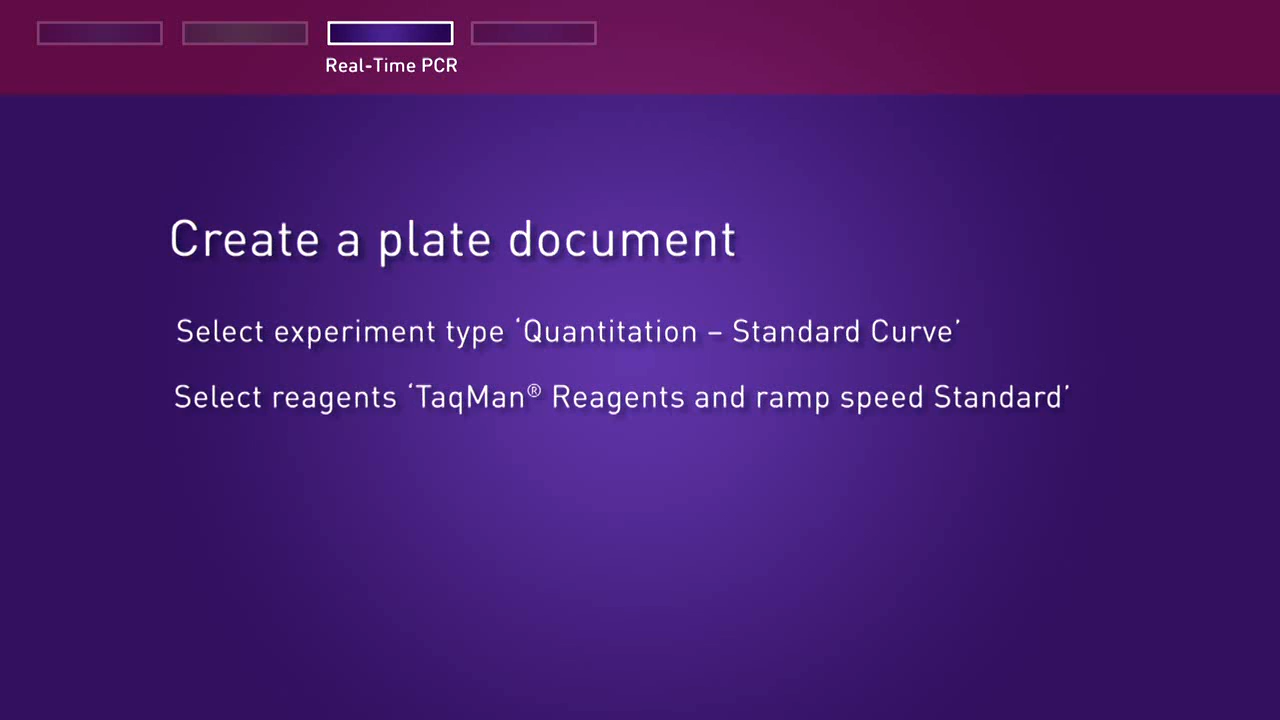 Real-Time PCR
Create a plate document
Select experiment type ‘Quantitation – Standard Curve’
Select reagents ‘TaqMan® Reagents and ramp speed Standard’